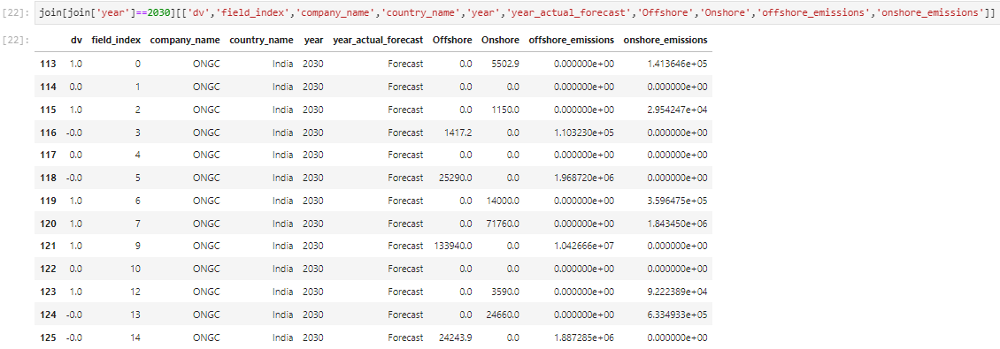 [22]: join[join['year']==2030][['dv','field_index','company_name','country_name','year','year_actual_forecast','Offshore','Onshore','offshore_emissions','onshore_emissions']]
[22]: dv field_index company_name country_name year year_actual_forecast Offshore Onshore offshore_emissions onshore_emissions
113 1.0 0 ONGC India 2030 Forecast 0.0 5502.9 0.000000e+00 1.413646e+05
114 0.0 1 ONGC India 2030 Forecast 0.0 0.0 0.000000e+00 0.000000e+00
115 1.0 2 ONGC India 2030 Forecast 0.0 1150.0 0.000000e+00 2.954247e+04
116 -0.0 3 ONGC India 2030 Forecast 1417.2 0.0 1.103230e+05 0.000000e+00
117 0.0 4 ONGC India 2030 Forecast 0.0 0.0 0.000000e+00 0.000000e+00
118 -0.0 5 ONGC India 2030 Forecast 25290.0 0.0 1.968720e+06 0.000000e+00
119 1.0 6 ONGC India 2030 Forecast 0.0 14000.0 0.000000e+00 3.596475e+05
120 1.0 7 ONGC India 2030 Forecast 0.0 71760.0 0.000000e+00 1.843450e+06
121 1.0 9 ONGC India 2030 Forecast 133940.0 0.0 1.042666e+07 0.000000e+00
122 0.0 10 ONGC India 2030 Forecast 0.0 0.0 0.000000e+00 0.000000e+00
123 1.0 12 ONGC India 2030 Forecast 0.0 3590.0 0.000000e+00 9.222389e+04
124 -0.0 13 ONGC India 2030 Forecast 0.0 24660.0 0.000000e+00 6.334933e+05
125 -0.0 14 ONGC India 2030 Forecast 24243.9 0.0 1.887285e+06 0.000000e+00